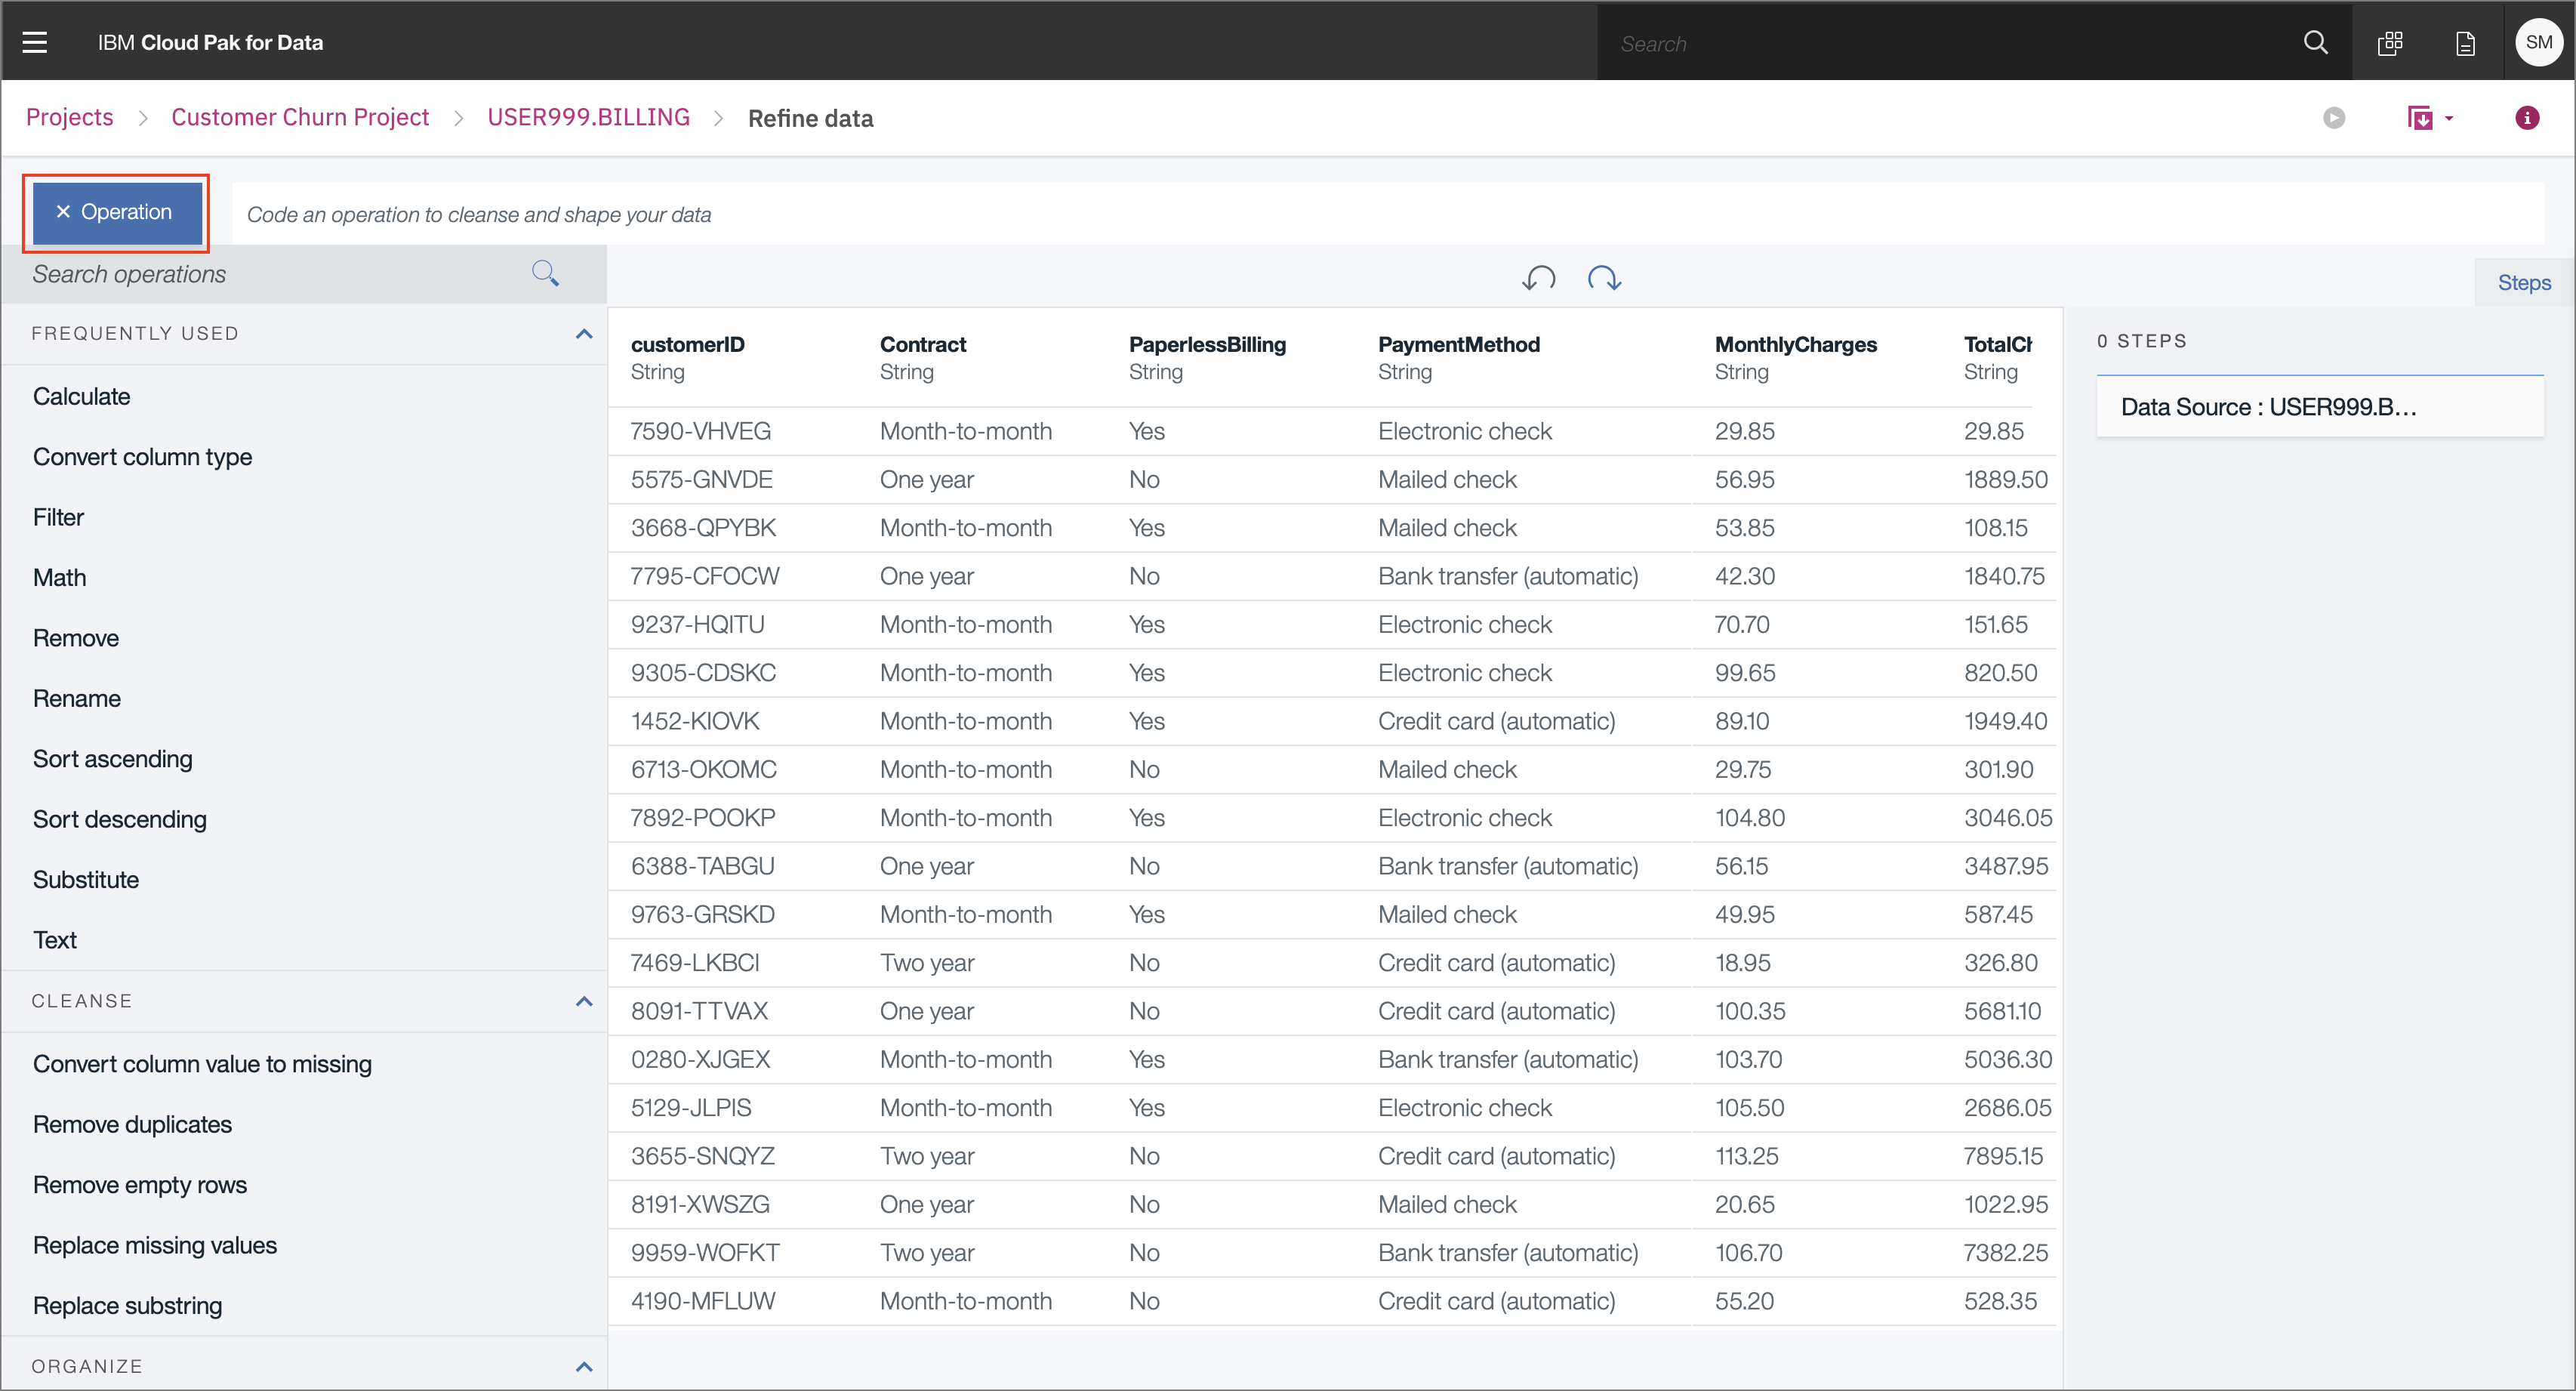 IBM Cloud Pak for Data
Search
SM
Projects > Customer Churn Project > USER999.BILLING > Refine data
× Operation
Code an operation to cleanse and shape your data
Search operations
Steps
FREQUENTLY USED
Calculate
Convert column type
Filter
Math
Remove
Rename
Sort ascending
Sort descending
Substitute
Text
CLEANSE
Convert column value to missing
Remove duplicates
Remove empty rows
Replace missing values
Replace substring
ORGANIZE
customerID Contract PaperlessBilling PaymentMethod MonthlyCharges TotalCh
String String String String String String
7590-VHVEG Month-to-month Yes Electronic check 29.85 29.85
5575-GNVDE One year No Mailed check 56.95 1889.50
3668-QPYBK Month-to-month Yes Mailed check 53.85 108.15
7795-CFOCW One year No Bank transfer (automatic) 42.30 1840.75
9237-HQITU Month-to-month Yes Electronic check 70.70 151.65
9305-CDSKC Month-to-month Yes Electronic check 99.65 820.50
1452-KIOVK Month-to-month Yes Credit card (automatic) 89.10 1949.40
6713-OKOMC Month-to-month No Mailed check 29.75 301.90
7892-POOKP Month-to-month Yes Electronic check 104.80 3046.05
6388-TABGU One year No Bank transfer (automatic) 56.15 3487.95
9763-GRSKD Month-to-month Yes Mailed check 49.95 587.45
7469-LKBCI Two year No Credit card (automatic) 18.95 326.80
8091-TTVAX One year No Credit card (automatic) 100.35 5681.10
0280-XJGEX Month-to-month Yes Bank transfer (automatic) 103.70 5036.30
5129-JLPIS Month-to-month Yes Electronic check 105.50 2686.05
3655-SNQYZ Two year No Credit card (automatic) 113.25 7895.15
8191-XWSZG One year No Mailed check 20.65 1022.95
9959-WOFKT Two year No Bank transfer (automatic) 106.70 7382.25
4190-MFLUW Month-to-month No Credit card (automatic) 55.20 528.35
0 STEPS
Data Source : USER999.B...